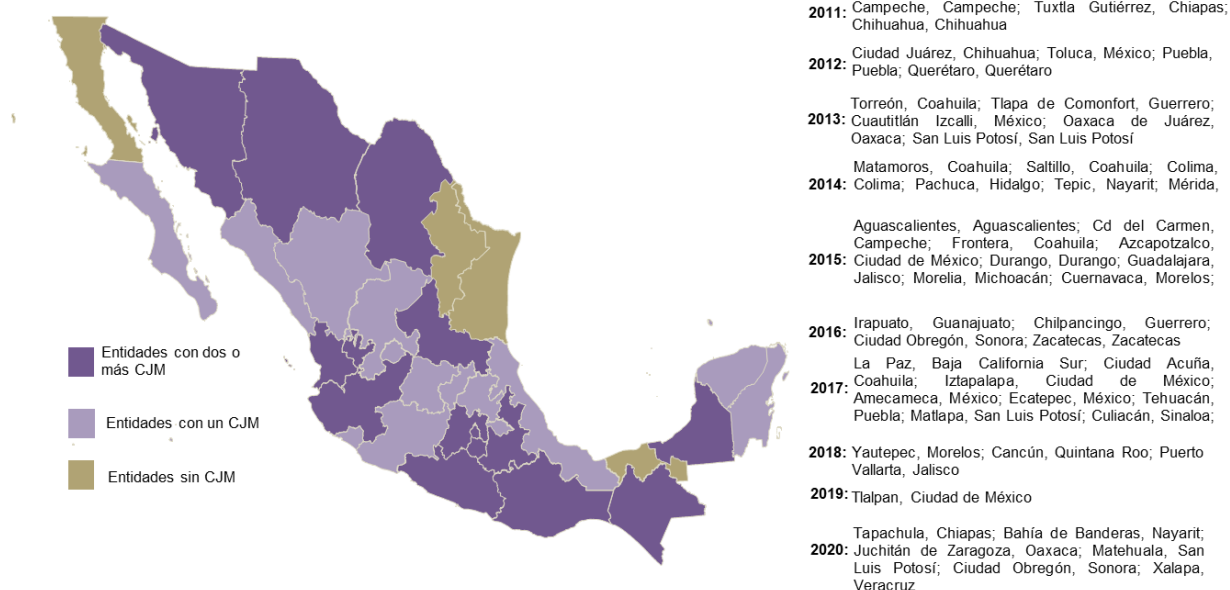 2011: Campeche, Campeche; Tuxtla Gutiérrez, Chiapas;
Chihuahua, Chihuahua
2012: Ciudad Juárez, Chihuahua; Toluca, México; Puebla,
Puebla; Querétaro, Querétaro
Torreón, Coahuila; Tlapa de Comonfort, Guerrero;
2013: Cuautitlán Izcalli, México; Oaxaca de Juárez,
Oaxaca; San Luis Potosí, San Luis Potosí
Matamoros, Coahuila; Saltillo, Coahuila; Colima,
2014: Colima; Pachuca, Hidalgo; Tepic, Nayarit; Mérida,
Aguascalientes, Aguascalientes; Cd del Carmen,
Campeche; Frontera, Coahuila; Azcapotzalco,
2015: Ciudad de México; Durango, Durango; Guadalajara,
Jalisco; Morelia, Michoacán; Cuernavaca, Morelos;
2016: Irapuato, Guanajuato; Chilpancingo, Guerrero;
Ciudad Obregón, Sonora; Zacatecas, Zacatecas
La Paz, Baja California Sur; Ciudad Acuña,
2017: Coahuila; Iztapalapa, Ciudad de México;
Amecameca, México; Ecatepec, México; Tehuacán,
Puebla; Matlapa, San Luis Potosí; Culiacán, Sinaloa;
2018: Yautepec, Morelos; Cancún, Quintana Roo; Puerto
Vallarta, Jalisco
2019: Tlalpan, Ciudad de México
Tapachula, Chiapas; Bahía de Banderas, Nayarit;
2020: Juchitán de Zaragoza, Oaxaca; Matehuala, San
Luis Potosí; Ciudad Obregón, Sonora; Xalapa,
Veracruz
Entidades con dos o
más CJM
Entidades con un CJM
Entidades sin CJM